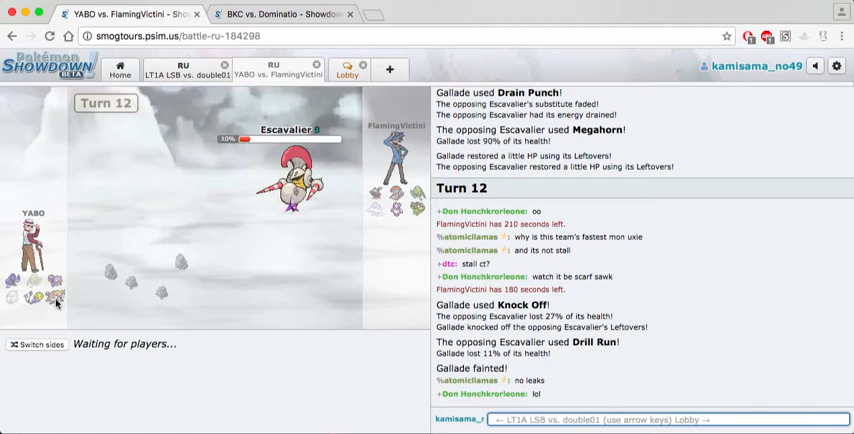 YABO vs. FlamingVictini - Sho
BKC vs. Dominatio - Showdow
smogtours.psim.us/battle-ru-184298
Pokémon
SHOWDOWN!
BETA
Home
RU
LT1A LSB vs. double01
RU
YABO vs. FlamingVictini
Lobby
kamisama_no49
Turn 12
Escavalier
10%
FlamingVictini
YABO
Switch sides
Waiting for players...
Gallade used Drain Punch!
The opposing Escavalier's substitute faded!
The opposing Escavalier had its energy drained!
The opposing Escavalier used Megahorn!
Gallade lost 90% of its health!
Gallade restored a little HP using its Leftovers!
The opposing Escavalier restored a little HP using its Leftovers!
Turn 12
+Don Honchkrorleone: oo
FlamingVictini has 210 seconds left.
%atomicllamas: why is this team's fastest mon uxie
%atomicllamas: and its not stall
+dtc: stall ct?
+Don Honchkrorleone: watch it be scarf sawk
FlamingVictini has 180 seconds left.
Gallade used Knock Off!
The opposing Escavalier lost 27% of its health!
Gallade knocked off the opposing Escavalier's Leftovers!
The opposing Escavalier used Drill Run!
Gallade lost 11% of its health!
Gallade fainted!
%atomicllamas: no leaks
+Don Honchkrorleone: lol
kamisama_r
← LT1A LSB vs. double01 (use arrow keys) Lobby →